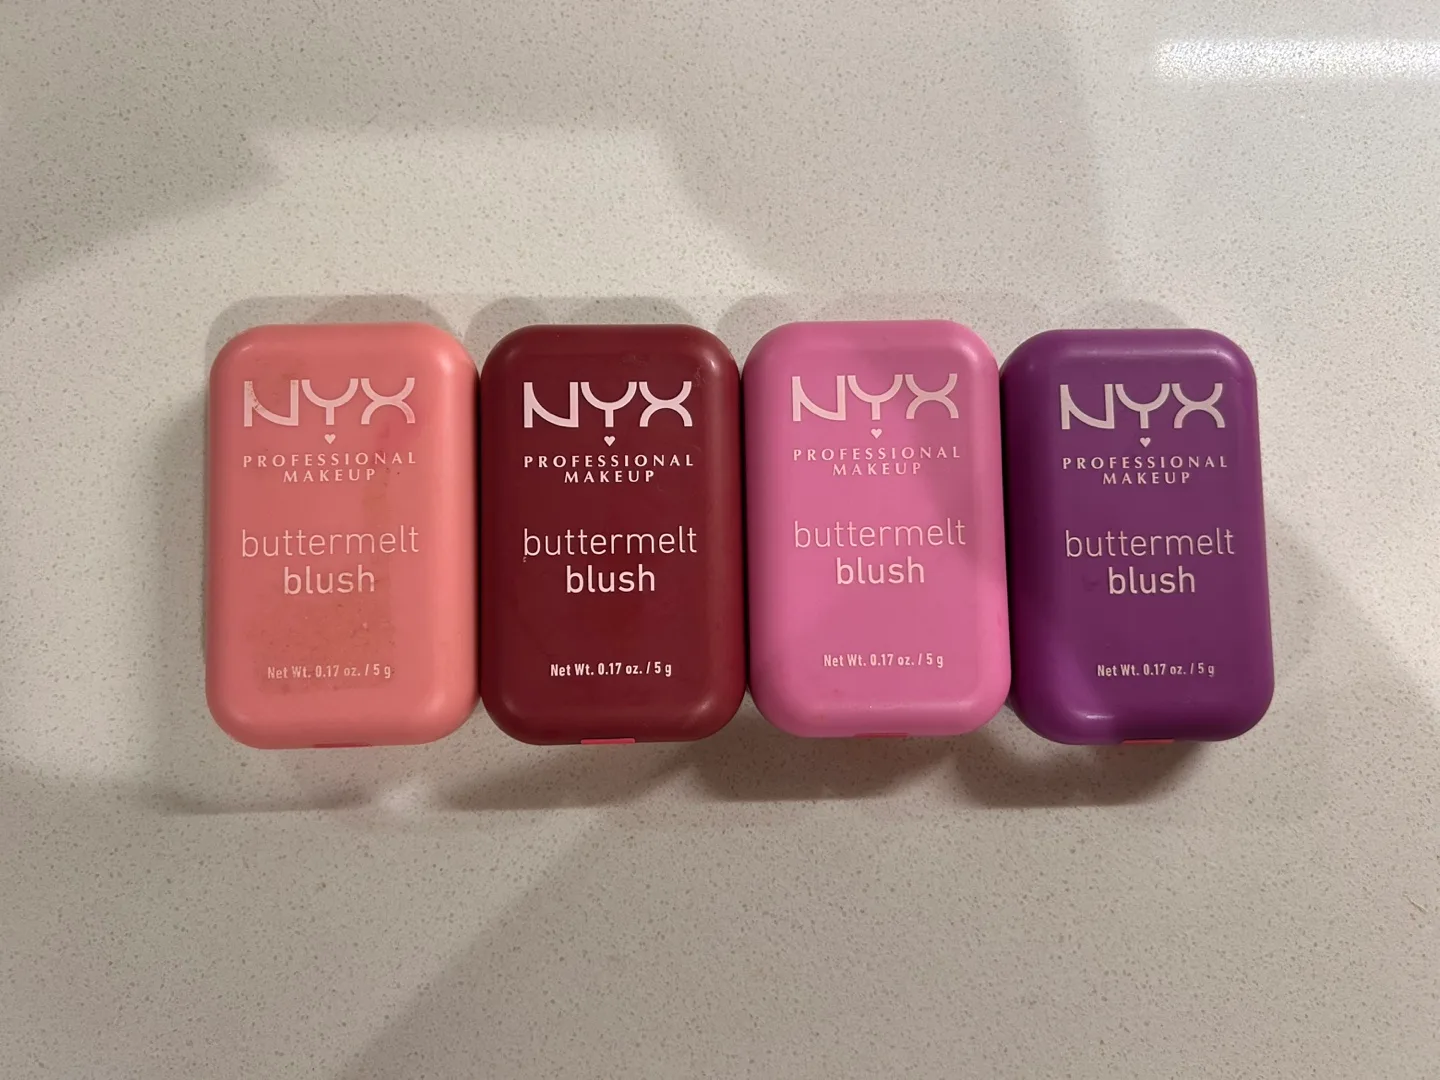 NYX
PROFESSIONAL
MAKEUP
buttermelt
blush
Net Wt. 0.17 oz. / 5 g
NYX
PROFESSIONAL
MAKEUP
buttermelt
blush
Net Wt. 0.17 oz. / 5 g
NYX
PROFESSIONAL
MAKEUP
buttermelt
blush
Net Wt. 0.17 oz. / 5 g
NYX
PROFESSIONAL
MAKEUP
buttermelt
blush
Net Wt. 0.17 oz. / 5 g